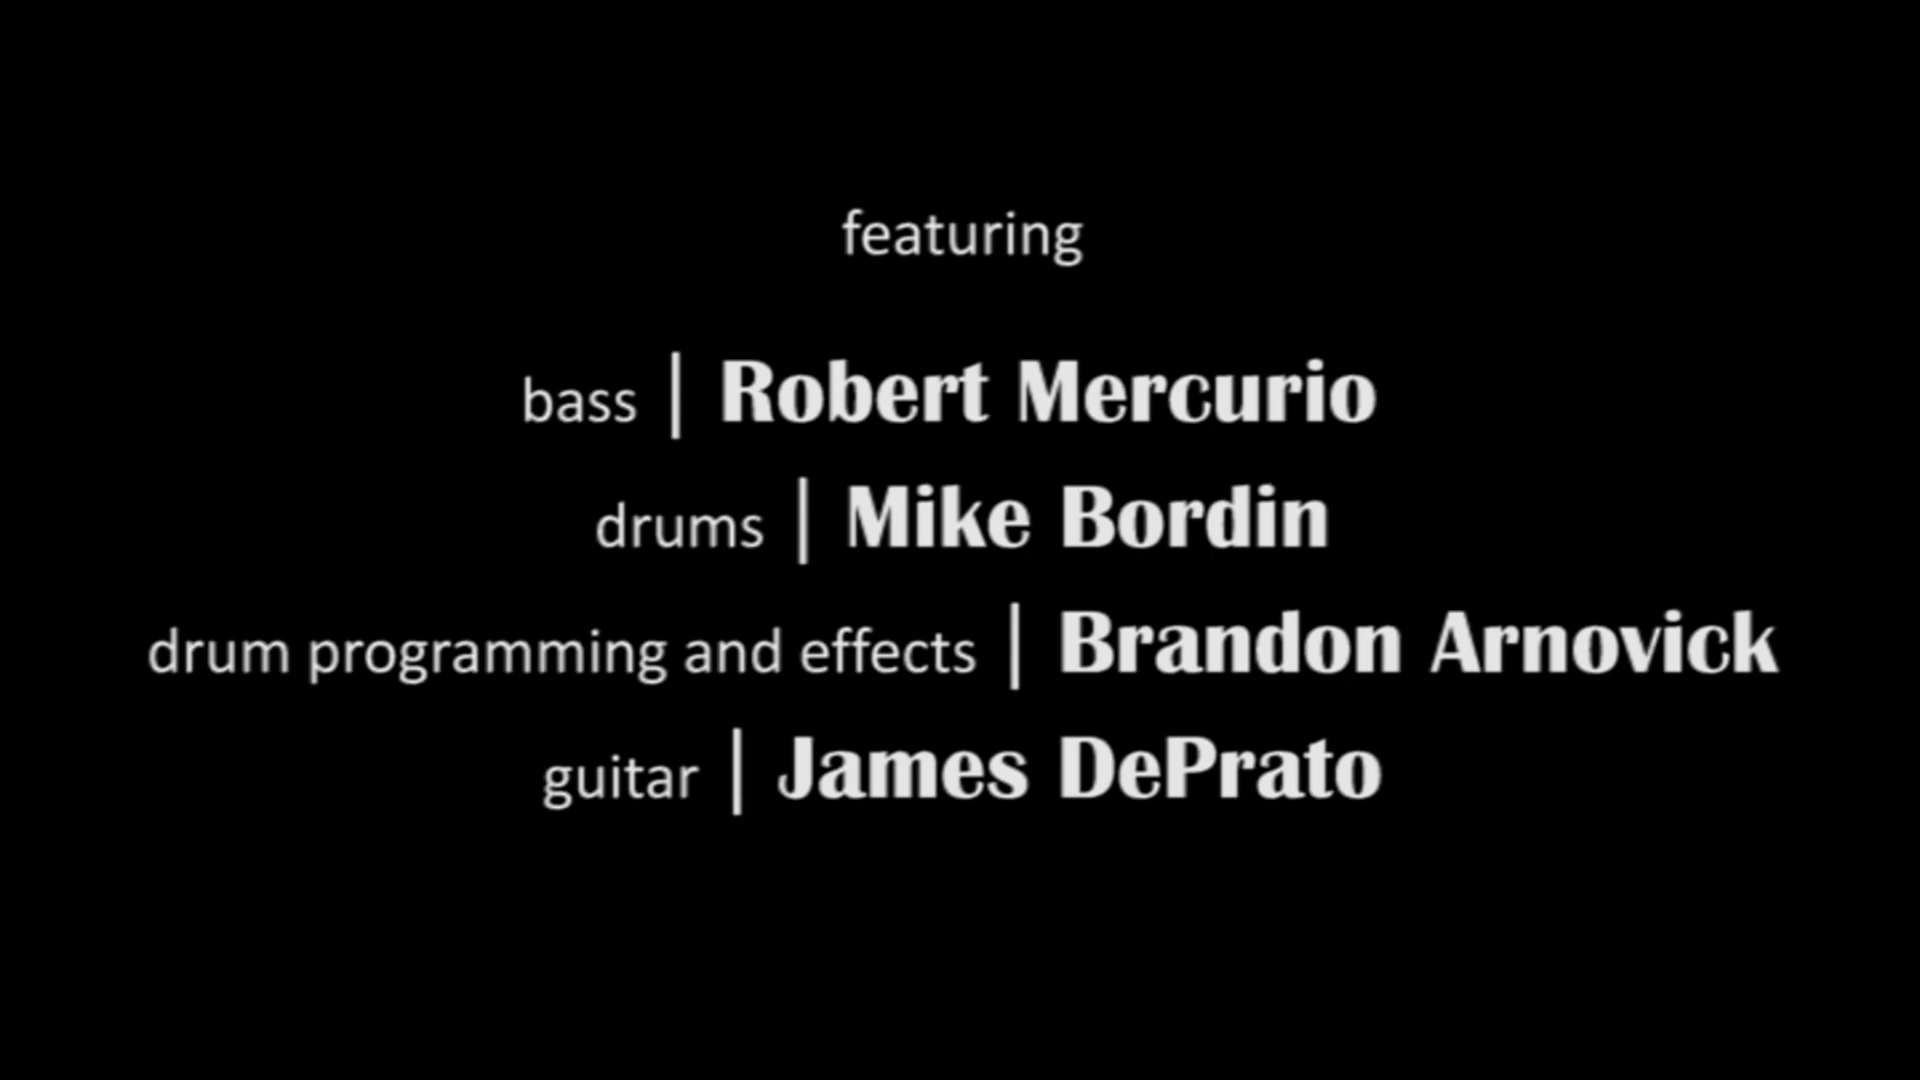 featuring
bass | Robert Mercurio
drums | Mike Bordin
drum programming and effects | Brandon Arnovick
guitar | James DePrato